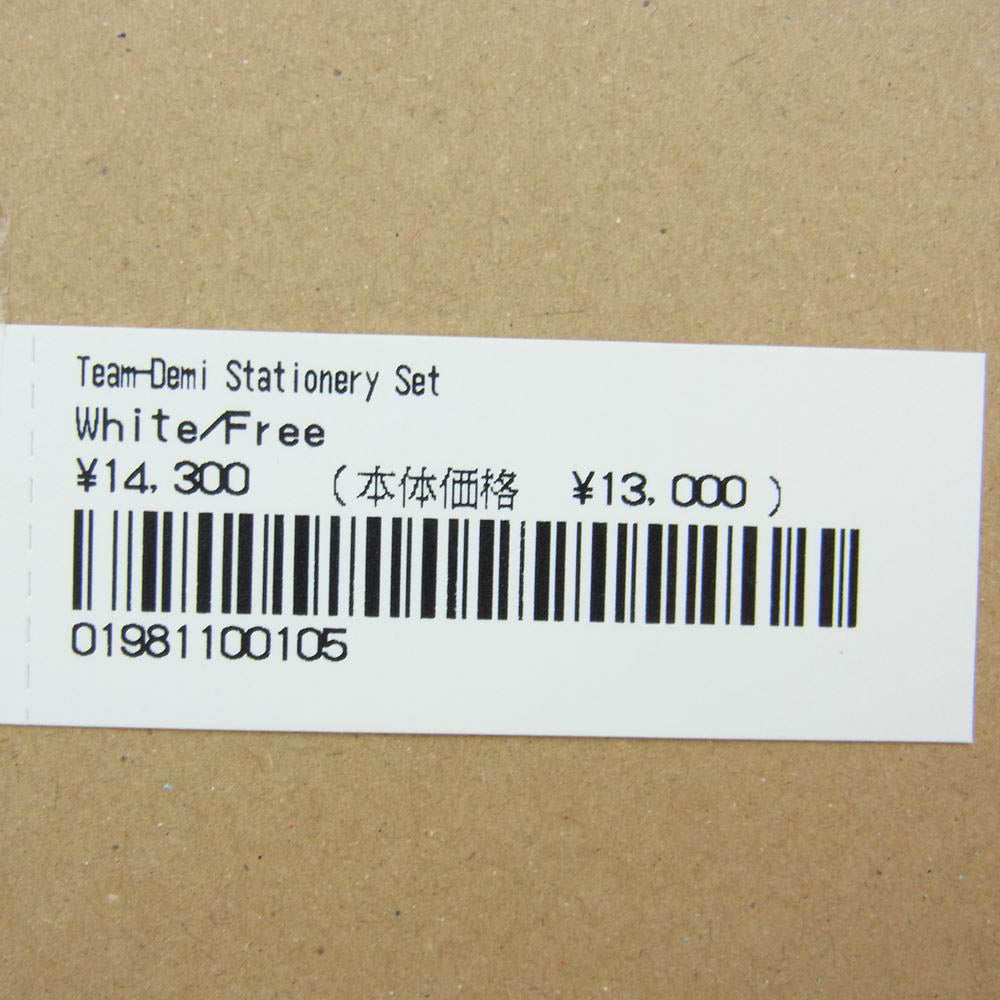 Team-Demi Stationery Set
White/Free
¥14,300 (本体価格 ¥13,000)
01981100105